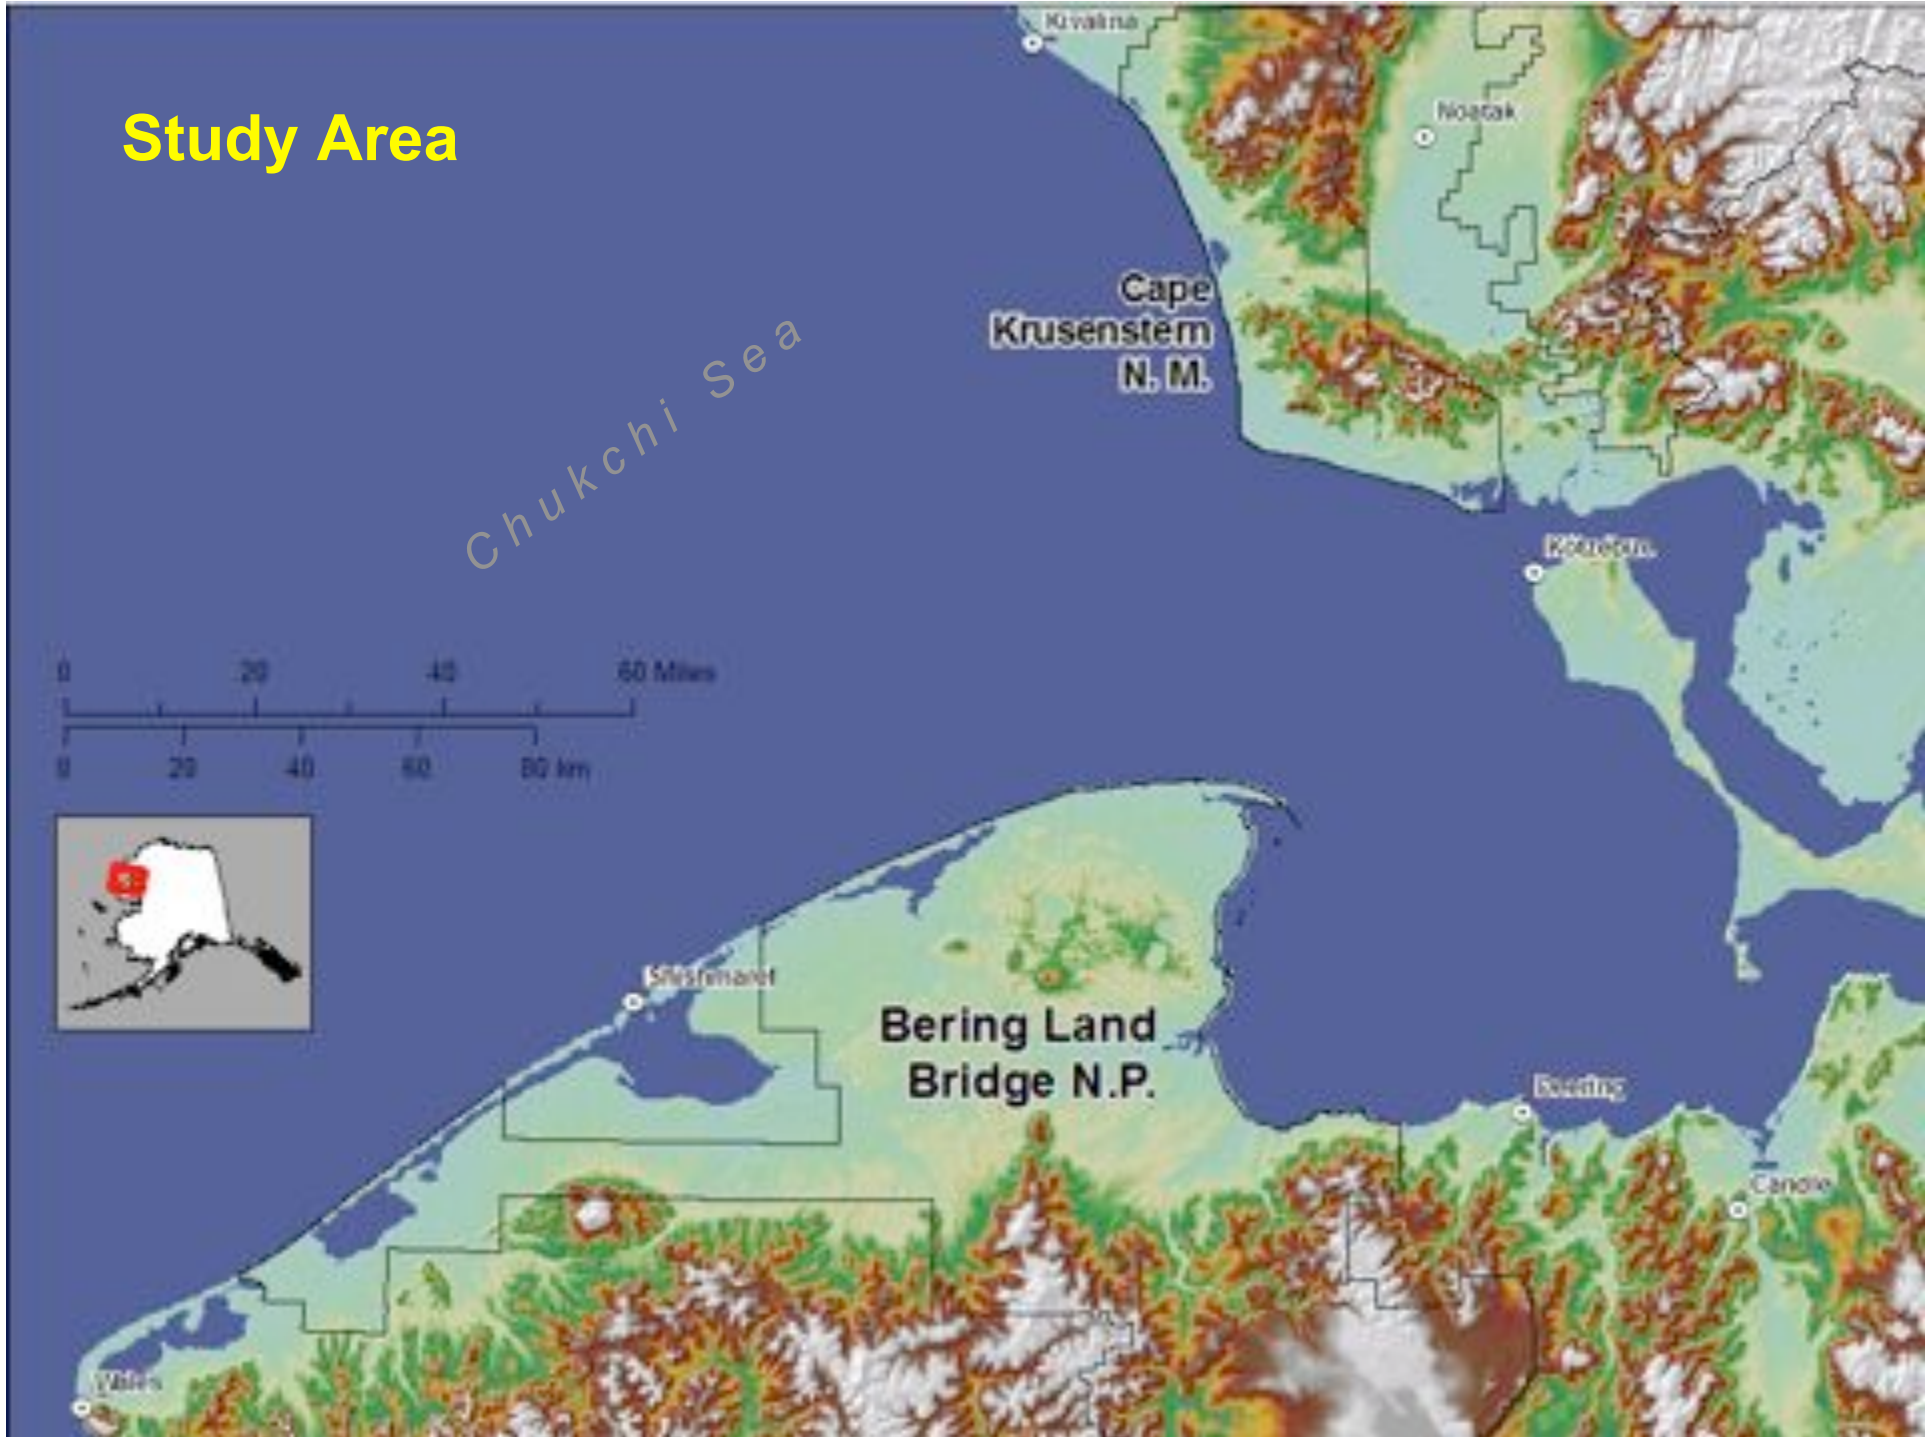 Kivalina
Study Area
Noatak
Cape
Krusenstern
N. M.
Chukchi Sea
Kotzebue
0 20 40 60 Miles
0 20 40 60 80 km
Shishmaref
Bering Land
Bridge N.P.
Deering
Candle
Wales